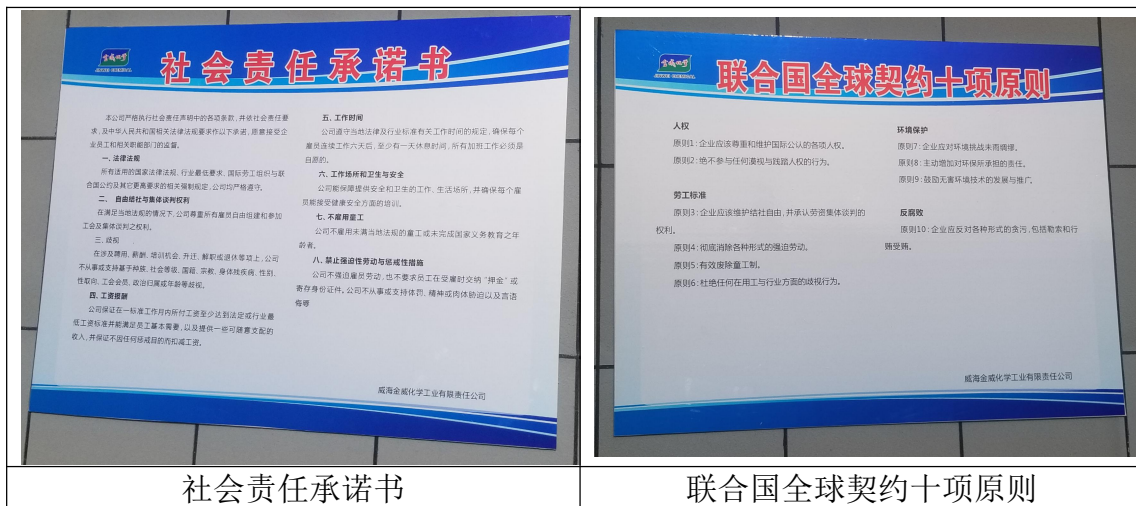 金威化学
JINWEI CHEMICAL
社会责任承诺书
本公司严格执行社会责任声明中的各项条款，并依社会责任要
求，及中华人民共和国相关法律法规要求作以下承诺，愿意接受企
业员工和相关职能部门的监督。
一、法律法规
所有适用的国家法律法规、行业最低要求、国际劳工组织与联
合国公约及其它更高要求的相关强制规定，公司均严格遵守。
二、自由结社与集体谈判权利
在满足当地法规的情况下，公司尊重所有雇员自由组建和参加
工会及集体谈判之权利。
三、歧视
在涉及聘用、薪酬、培训机会、升迁、解职或退休等项上，公司
不从事或支持基于种族、社会等级、国籍、宗教、身体残疾病、性别、
性取向、工会会员、政治归属或年龄等歧视。
四、工资报酬
公司保证在一标准工作月内所付工资至少达到法定或行业最
低工资标准并能满足员工基本需要，以及提供一些可随意支配的
收入，并保证不因任何惩戒目的而扣减工资。
五、工作时间
公司遵守当地法律及行业标准有关工作时间的规定，确保每个
雇员连续工作六天后，至少有一天休息时间，所有加班工作必须是
自愿的。
六、工作场所和卫生与安全
公司能保障提供安全和卫生的工作、生活场所，并确保每个雇
员能接受健康安全方面的培训。
七、不雇用童工
公司不雇用未满当地法规的童工或未完成国家义务教育之年
龄者。
八、禁止强迫性劳动与惩戒性措施
公司不强迫雇员劳动，也不要求员工在受雇时交纳“押金”或
寄存身份证件。公司不从事或支持体罚、精神或肉体胁迫以及言语
侮辱
威海金威化学工业有限责任公司
金威化学
JINWEI CHEMICAL
联合国全球契约十项原则
人权
原则1：企业应该尊重和维护国际公认的各项人权。
原则2：绝不参与任何漠视与践踏人权的行为。
劳工标准
原则3：企业应该维护结社自由，并承认劳资集体谈判的
权利。
原则4：彻底消除各种形式的强迫劳动。
原则5：有效废除童工制。
原则6：杜绝任何在用工与行业方面的歧视行为。
环境保护
原则7：企业应对环境挑战未雨绸缪。
原则8：主动增加对环保所承担的责任。
原则9：鼓励无害环境技术的发展与推广。
反腐败
原则10：企业应反对各种形式的贪污，包括勒索和行
贿受贿。
威海金威化学工业有限责任公司
社会责任承诺书
联合国全球契约十项原则